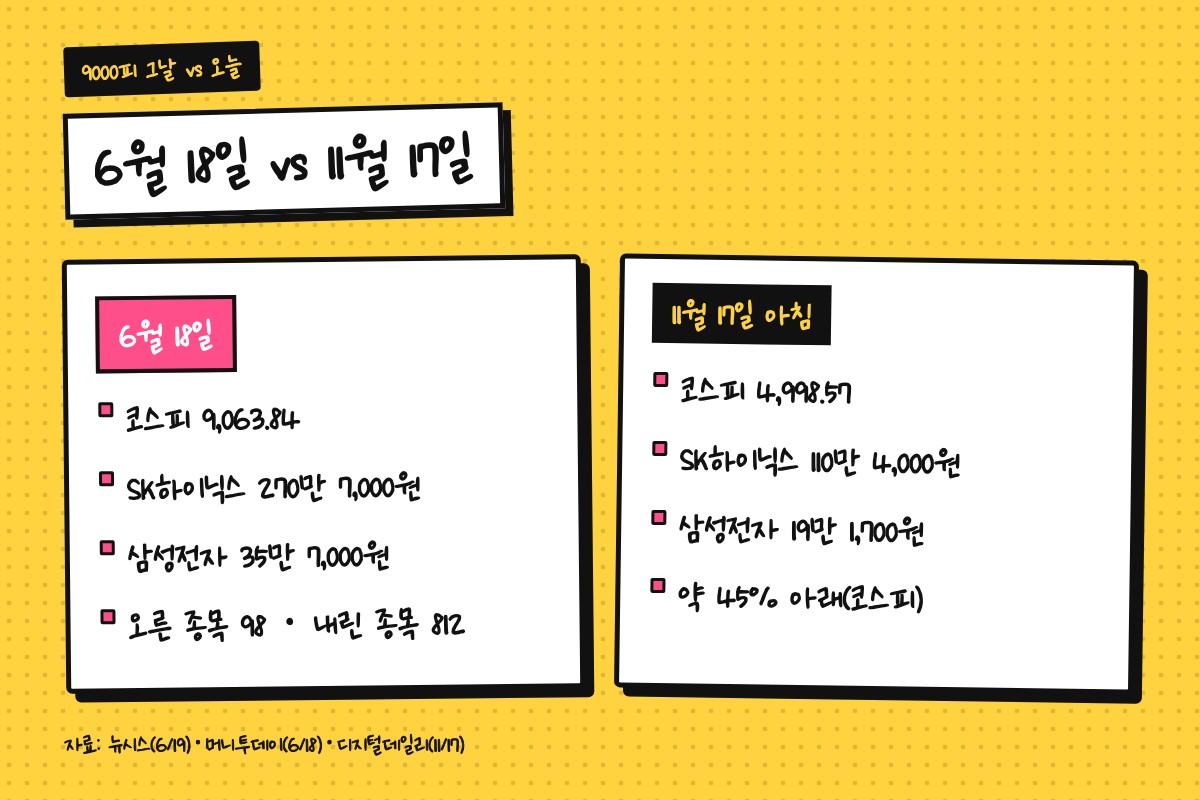 9000피 그날 vs 오늘
6월 18일 vs 11월 17일
6월 18일
코스피 9,063.84
SK하이닉스 270만 7,000원
삼성전자 35만 7,000원
오른 종목 98 · 내린 종목 812
11월 17일 아침
코스피 4,998.57
SK하이닉스 110만 4,000원
삼성전자 19만 1,700원
약 45% 아래(코스피)
자료: 뉴시스(6/19) · 머니투데이(6/18) · 디지털데일리(11/17)